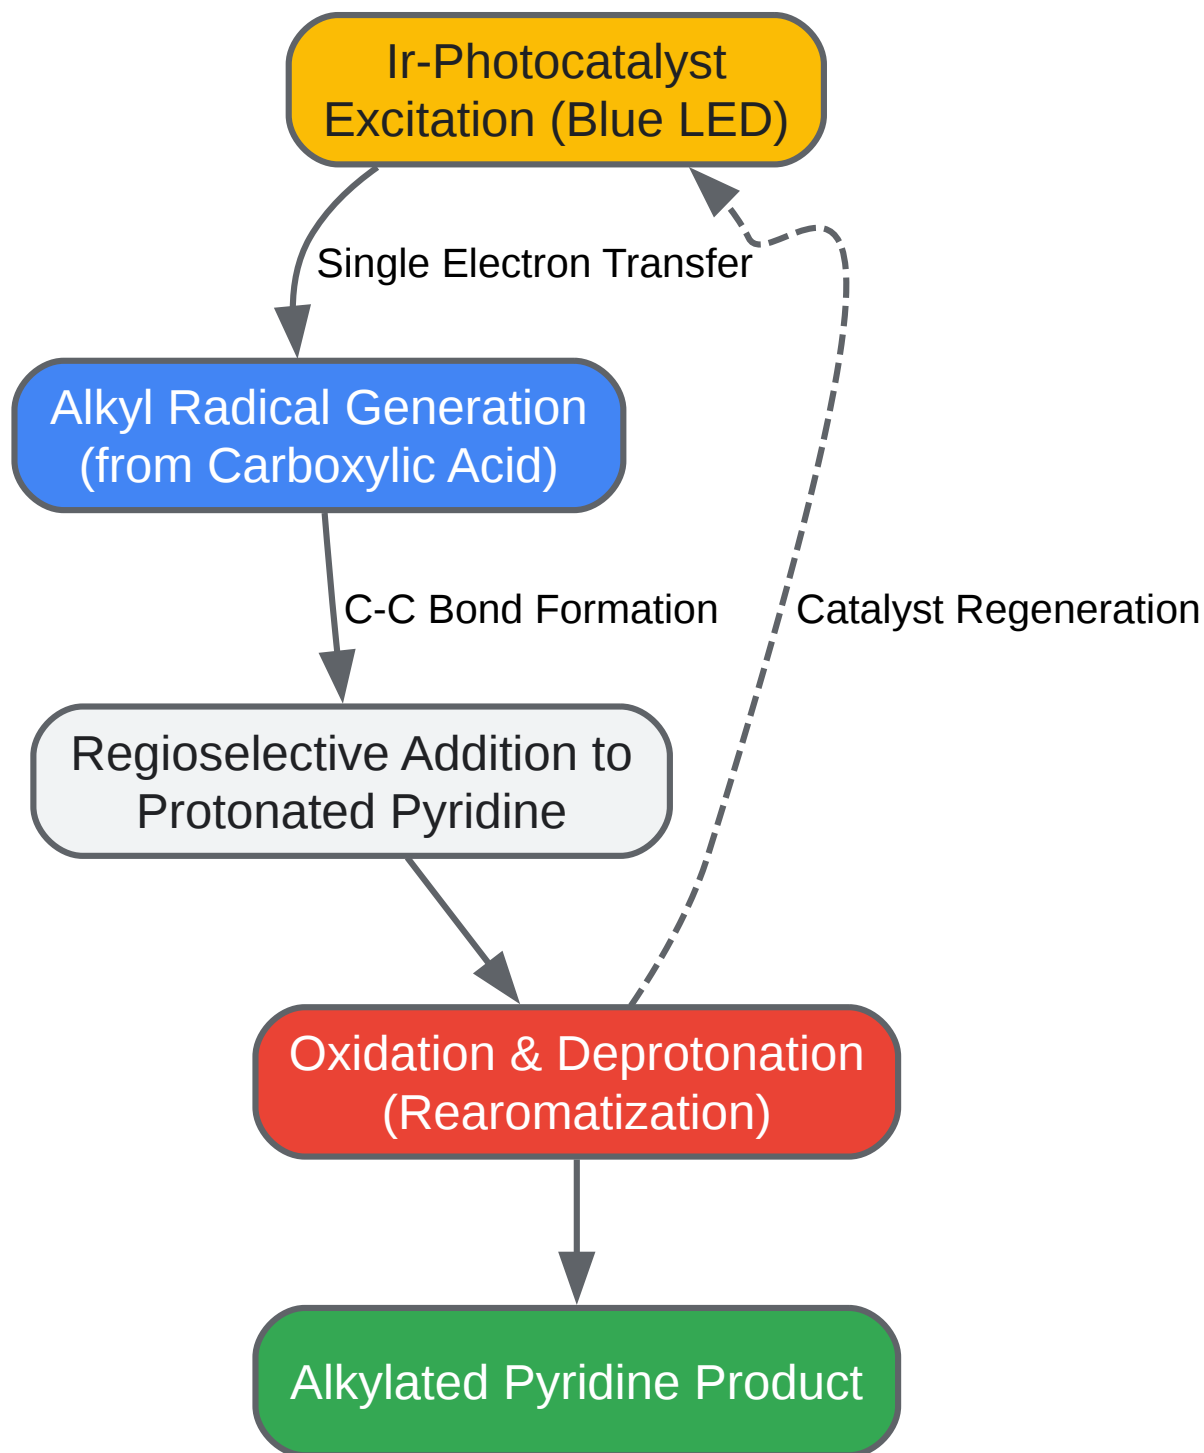 Ir-Photocatalyst
Excitation (Blue LED)
Single Electron Transfer
Alkyl Radical Generation
(from Carboxylic Acid)
C-C Bond Formation
Catalyst Regeneration
Regioselective Addition to
Protonated Pyridine
Oxidation & Deprotonation
(Rearomatization)
Alkylated Pyridine Product